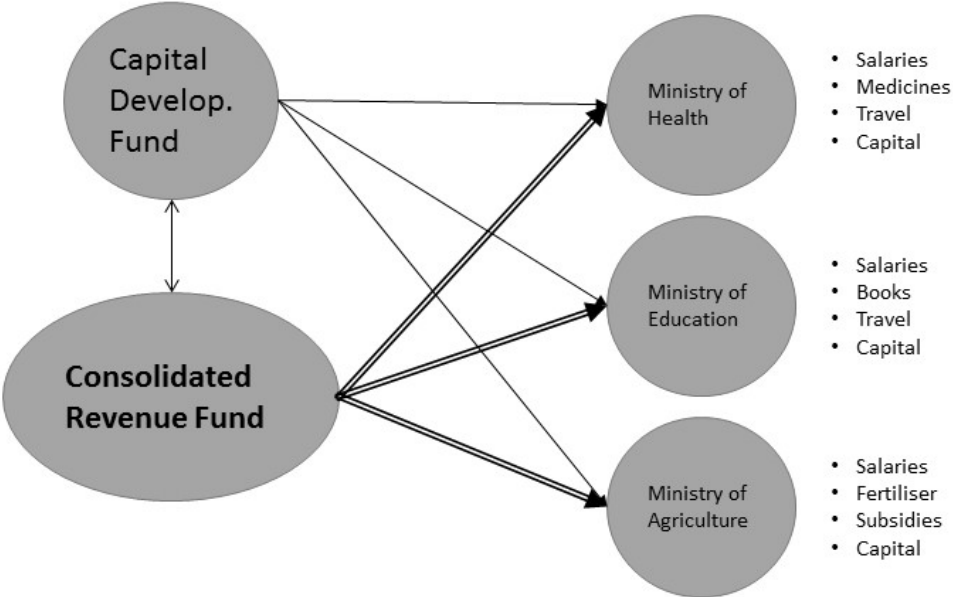 Capital
Develop.
Fund
Consolidated
Revenue Fund
Ministry of
Health
• Salaries
• Medicines
• Travel
• Capital
Ministry of
Education
• Salaries
• Books
• Travel
• Capital
Ministry of
Agriculture
• Salaries
• Fertiliser
• Subsidies
• Capital